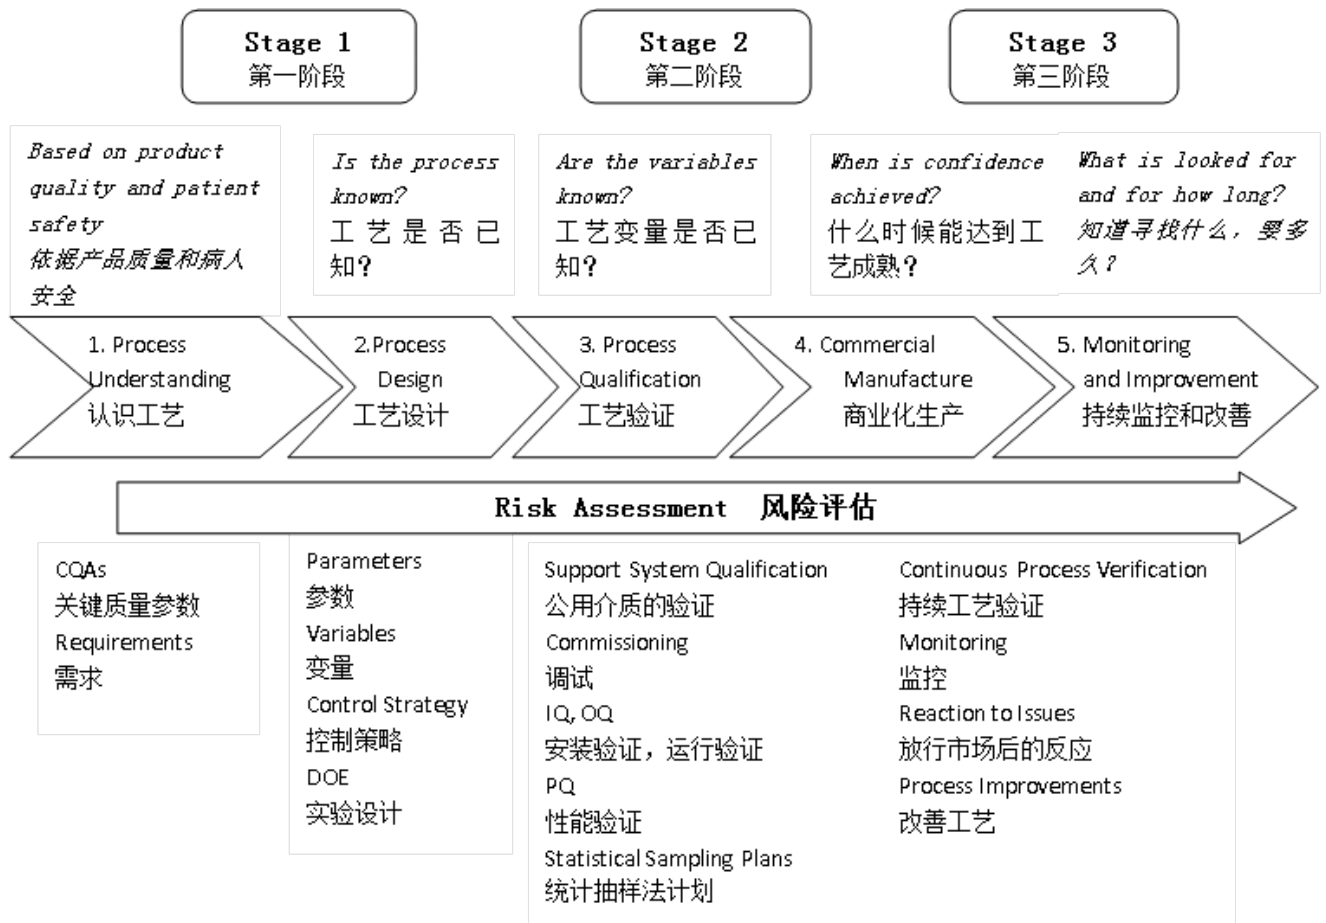 Stage 1
第一阶段
Stage 2
第二阶段
Stage 3
第三阶段
Based on product
quality and patient
safety
依据产品质量和病人
安全
Is the process
known?
工艺是否已
知？
Are the variables
known?
工艺变量是否已
知？
When is confidence
achieved?
什么时候能达到工
艺成熟？
What is looked for
and for how long?
知道寻找什么，要多
久？
1. Process
Understanding
认识工艺
2.Process
Design
工艺设计
3. Process
Qualification
工艺验证
4. Commercial
Manufacture
商业化生产
5. Monitoring
and Improvement
持续监控和改善
Risk Assessment 风险评估
CQAs
关键质量参数
Requirements
需求
Parameters
参数
Variables
变量
Control Strategy
控制策略
DOE
实验设计
Support System Qualification
公用介质的验证
Commissioning
调试
IQ, OQ
安装验证，运行验证
PQ
性能验证
Statistical Sampling Plans
统计抽样法计划
Continuous Process Verification
持续工艺验证
Monitoring
监控
Reaction to Issues
放行市场后的反应
Process Improvements
改善工艺